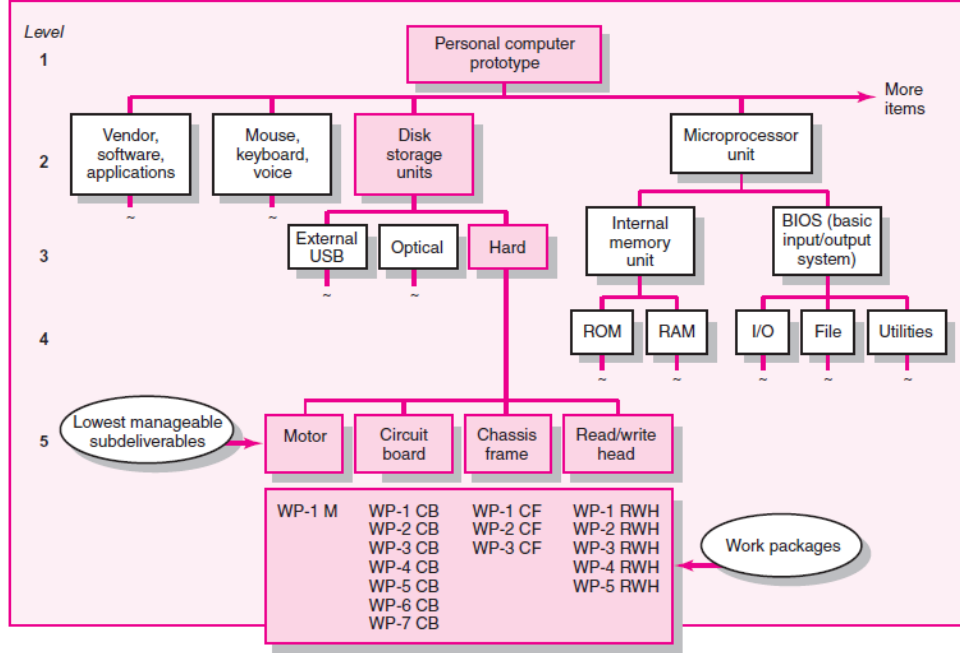 Level
1
Personal computer
prototype
More
items
2
Vendor,
software,
applications
Mouse,
keyboard,
voice
Disk
storage
units
Microprocessor
unit
~
~
3
External
USB
Optical
Hard
Internal
memory
unit
BIOS (basic
input/output
system)
~
~
4
ROM
RAM
I/O
File
Utilities
~
~
~
~
~
Lowest manageable
subdeliverables
5
Motor
Circuit
board
Chassis
frame
Read/write
head
WP-1 M
WP-1 CB
WP-2 CB
WP-3 CB
WP-4 CB
WP-5 CB
WP-6 CB
WP-7 CB
WP-1 CF
WP-2 CF
WP-3 CF
WP-1 RWH
WP-2 RWH
WP-3 RWH
WP-4 RWH
WP-5 RWH
Work packages